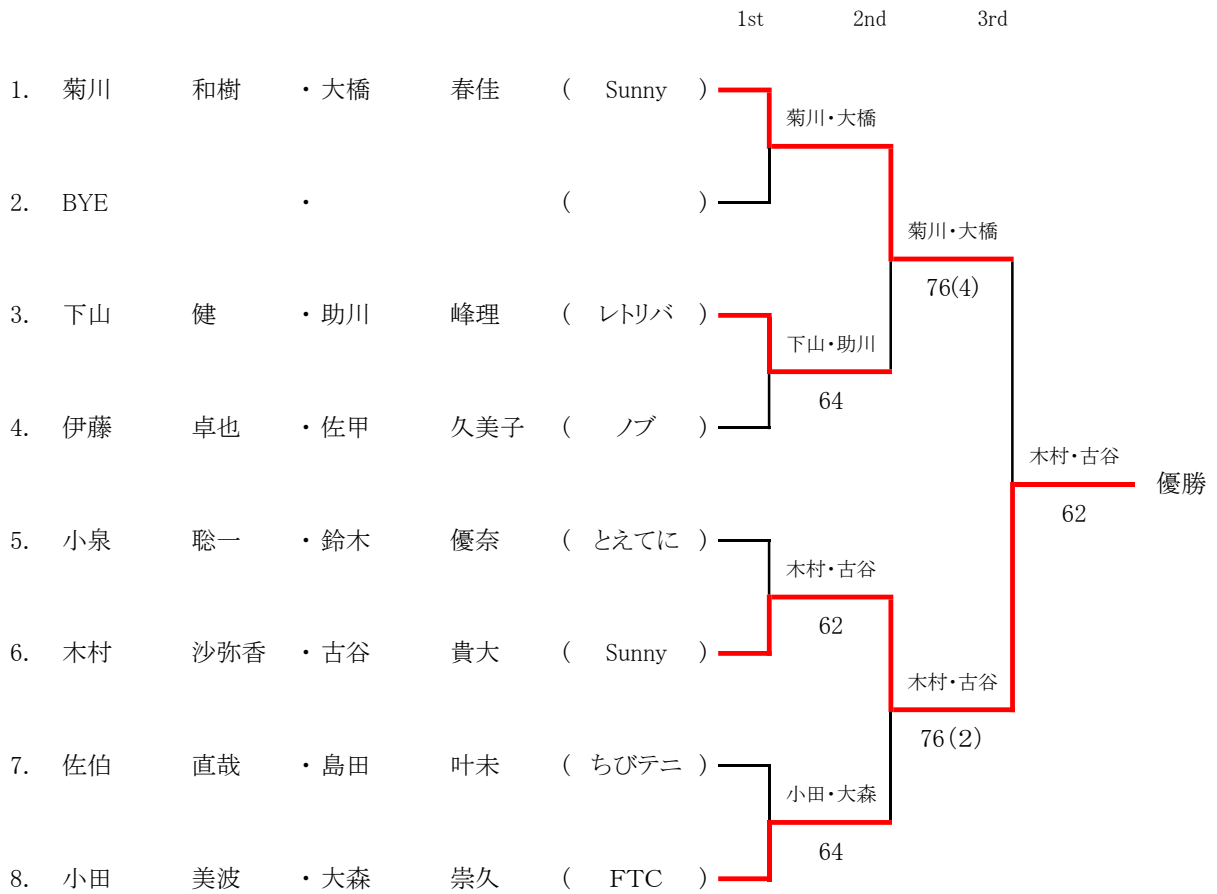 1st 2nd 3rd
1. 菊川 和樹 ・大橋 春佳 ( Sunny )
菊川・大橋
2. BYE ・ ( )
菊川・大橋
76(4)
3. 下山 健 ・助川 峰理 ( レトリバ )
下山・助川
64
4. 伊藤 卓也 ・佐甲 久美子 ( ノブ )
木村・古谷
優勝
62
5. 小泉 聡一 ・鈴木 優奈 ( とえてに )
木村・古谷
62
6. 木村 沙弥香 ・古谷 貴大 ( Sunny )
木村・古谷
76(2)
7. 佐伯 直哉 ・島田 叶未 ( ちびテニ )
小田・大森
64
8. 小田 美波 ・大森 崇久 ( FTC )